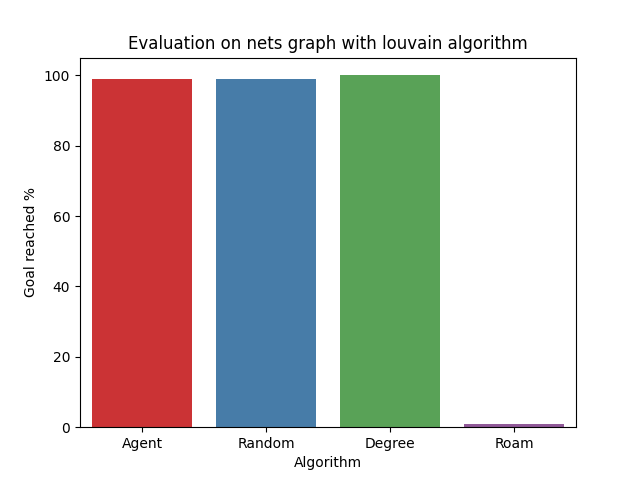 Evaluation on nets graph with louvain algorithm
Goal reached %
100
80
60
40
20
0
Agent Random Degree Roam
Algorithm